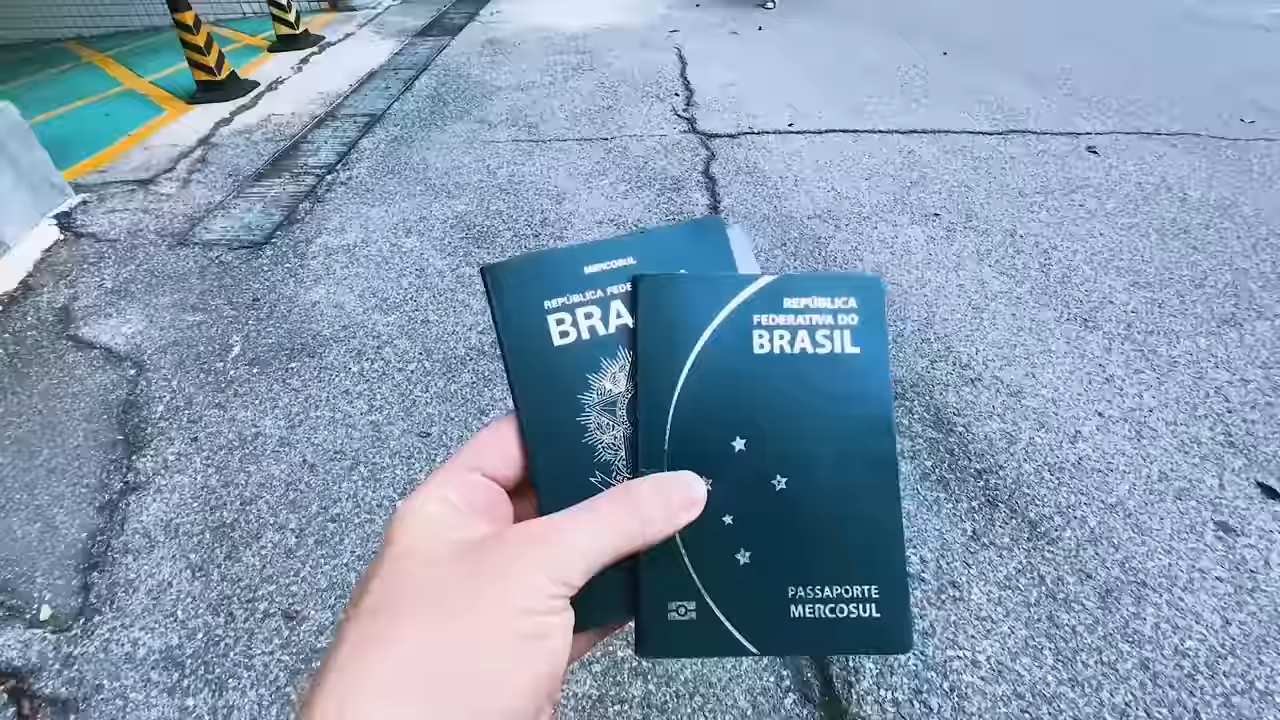 MERCOSUL
REPÚBLICA FEDE
BRA
REPÚBLICA
FEDERATIVA DO
BRASIL
PASSAPORTE
MERCOSUL